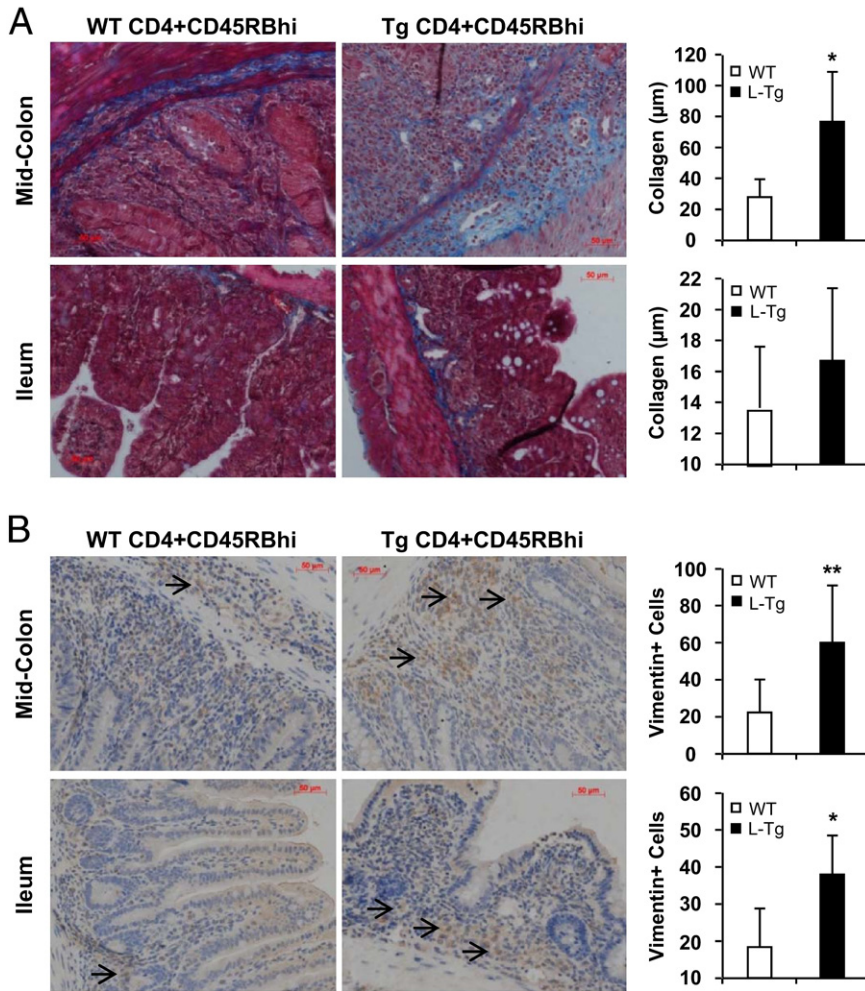 A
WT CD4+CD45RBhi
Tg CD4+CD45RBhi
Mid-Colon
50 µm
Collagen (µm)
120
100
80
60
40
20
0
WT
L-Tg
*
Ileum
50 µm
Collagen (µm)
22
20
18
16
14
12
10
WT
L-Tg
B
WT CD4+CD45RBhi
Tg CD4+CD45RBhi
Mid-Colon
50 µm
50 µm
Vimentin+ Cells
100
80
60
40
20
0
WT
L-Tg
**
Ileum
50 µm
50 µm
Vimentin+ Cells
60
50
40
30
20
10
WT
L-Tg
*